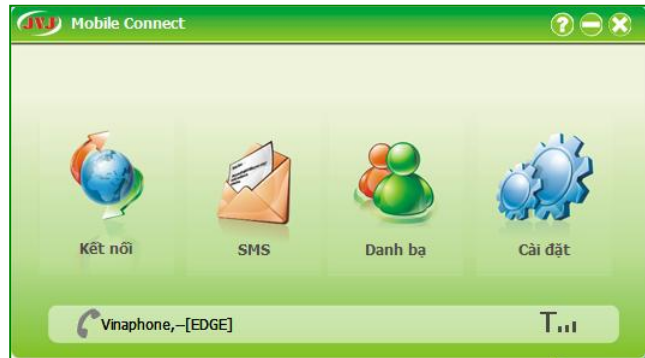 JVJ Mobile Connect
Kết nối SMS Danh bạ Cài đặt
Vinaphone,–[EDGE]